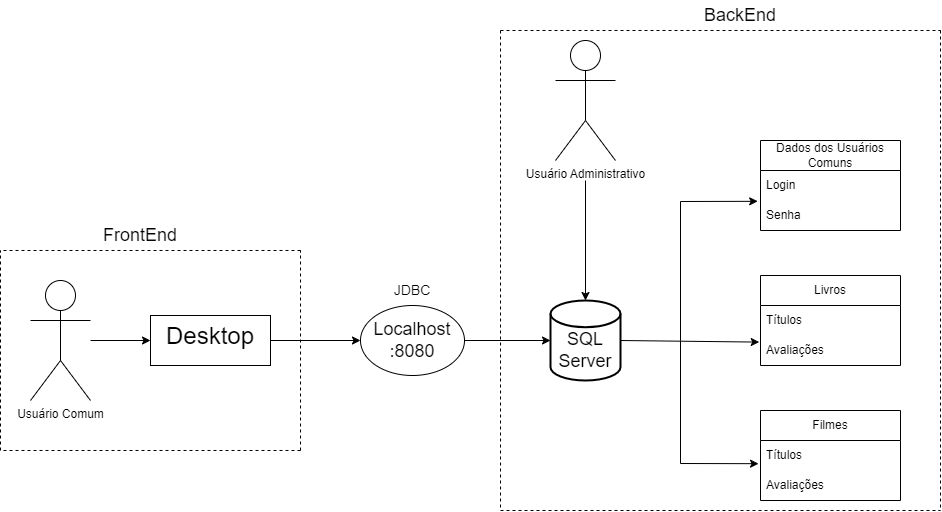 BackEnd
Usuário Administrativo
Dados dos Usuários
Comuns
Login
Senha
FrontEnd
Desktop
Usuário Comum
JDBC
Localhost
:8080
SQL
Server
Livros
Títulos
Avaliações
Filmes
Títulos
Avaliações